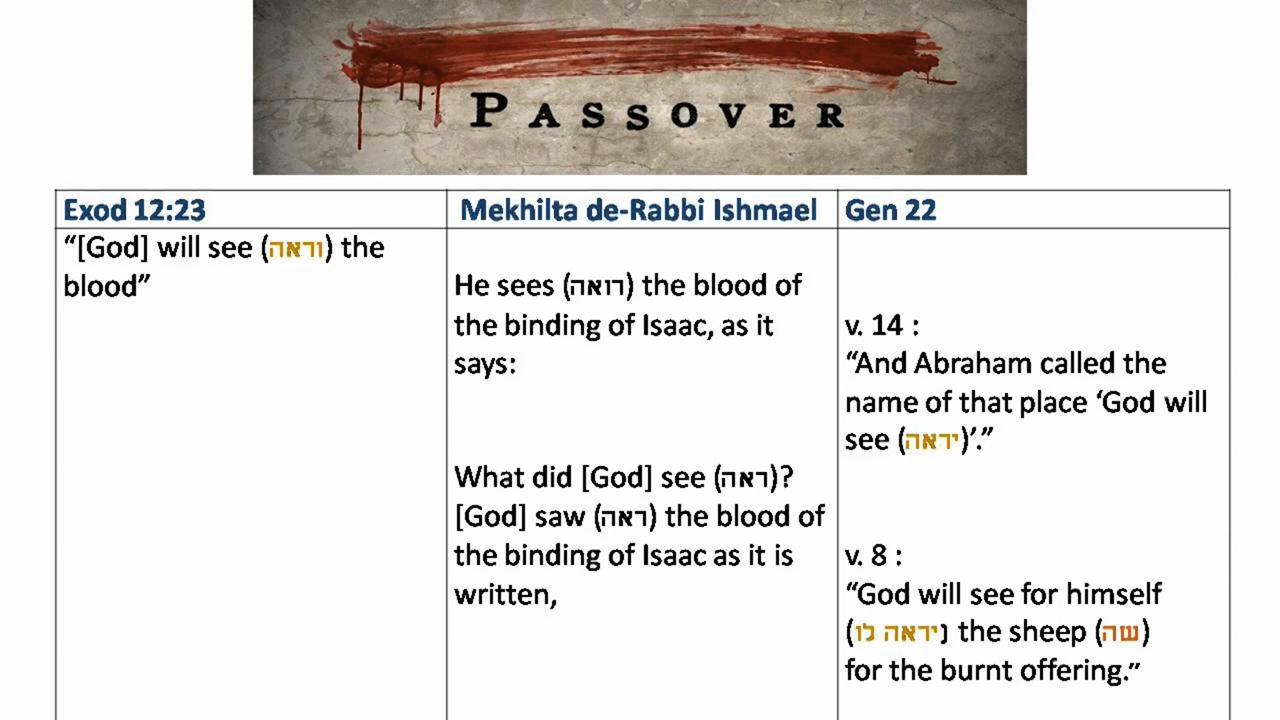 PASSOVER
Exod 12:23
“[God] will see (וראה) the
blood”
Mekhilta de-Rabbi Ishmael
He sees (רואה) the blood of
the binding of Isaac, as it
says:
What did [God] see (ראה)?
[God] saw (ראה) the blood of
the binding of Isaac as it is
written,
Gen 22
v. 14 :
“And Abraham called the
name of that place ‘God will
see (יראה)’.”
v. 8 :
“God will see for himself
(יראה לו) the sheep (שה)
for the burnt offering.”